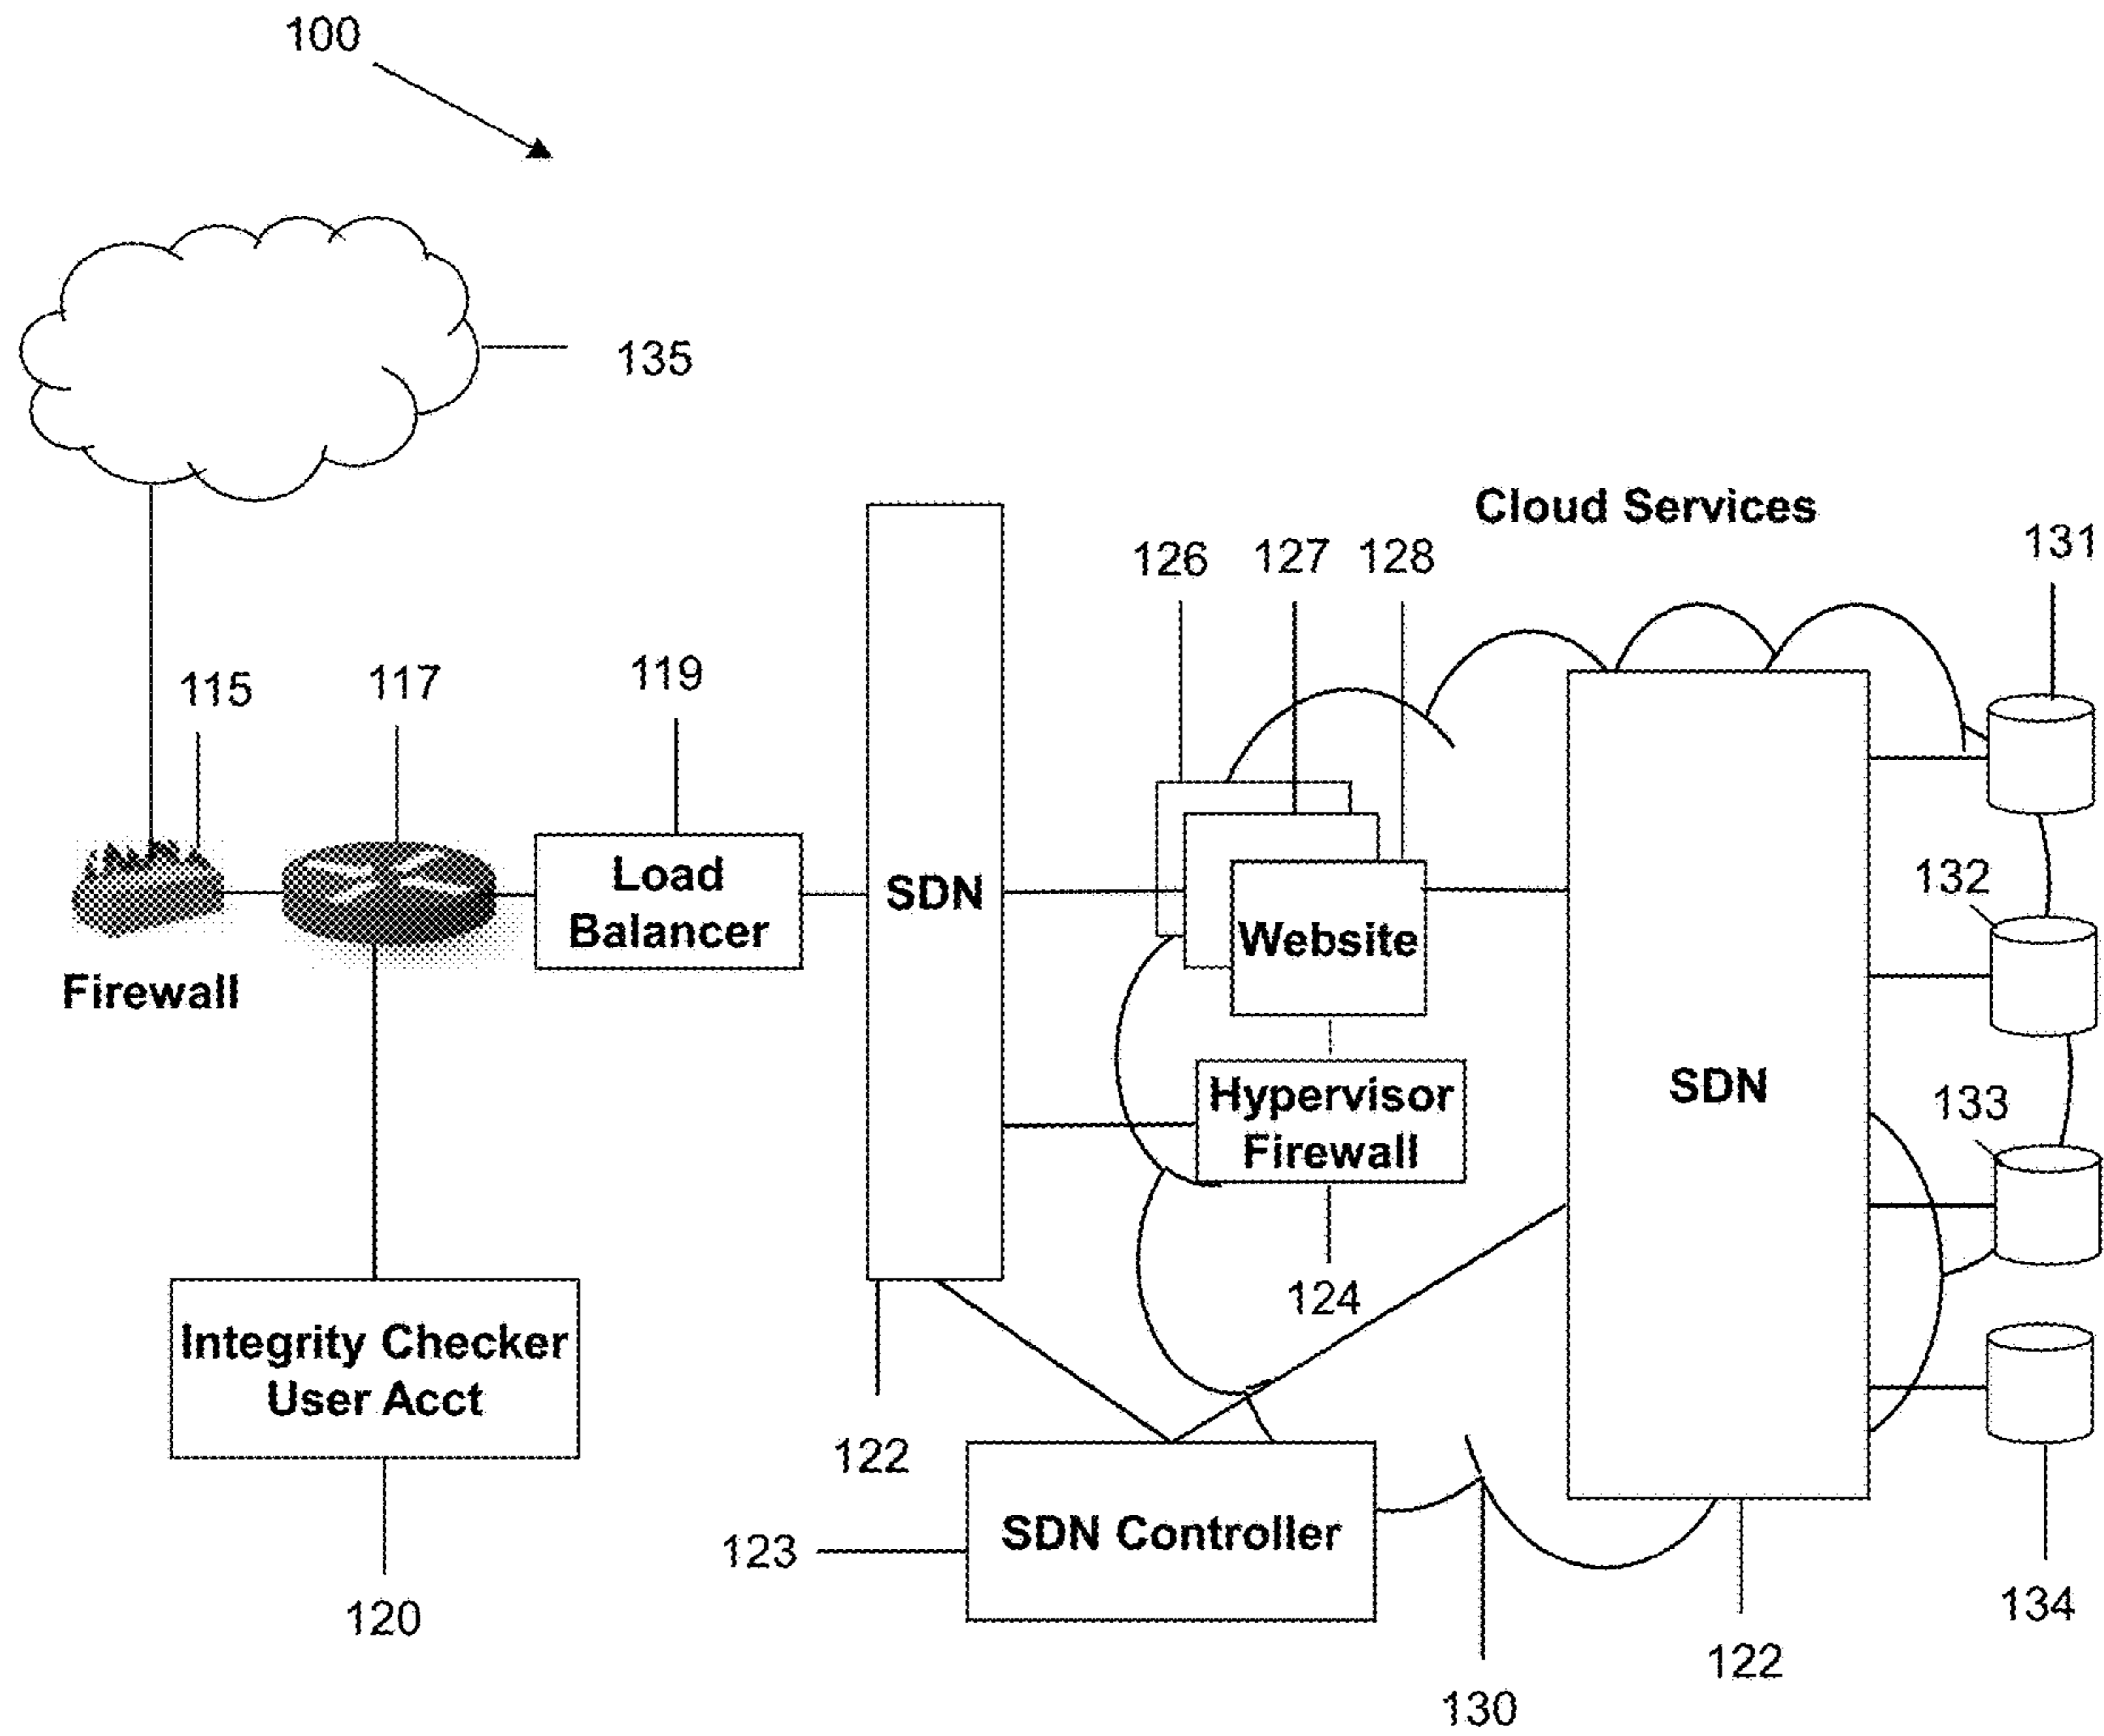 100
135
Cloud Services
126
127
128
131
115
117
119
Load
Balancer
SDN
Website
132
Firewall
Hypervisor
Firewall
SDN
133
124
Integrity Checker
User Acct
122
SDN Controller
123
120
134
122
130